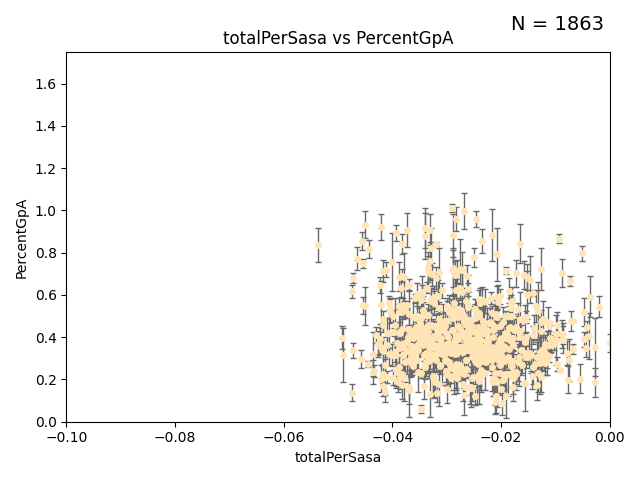 N = 1863
totalPerSasa vs PercentGpA
PercentGpA
1.6
1.4
1.2
1.0
0.8
0.6
0.4
0.2
0.0
−0.10 −0.08 −0.06 −0.04 −0.02 0.00
totalPerSasa